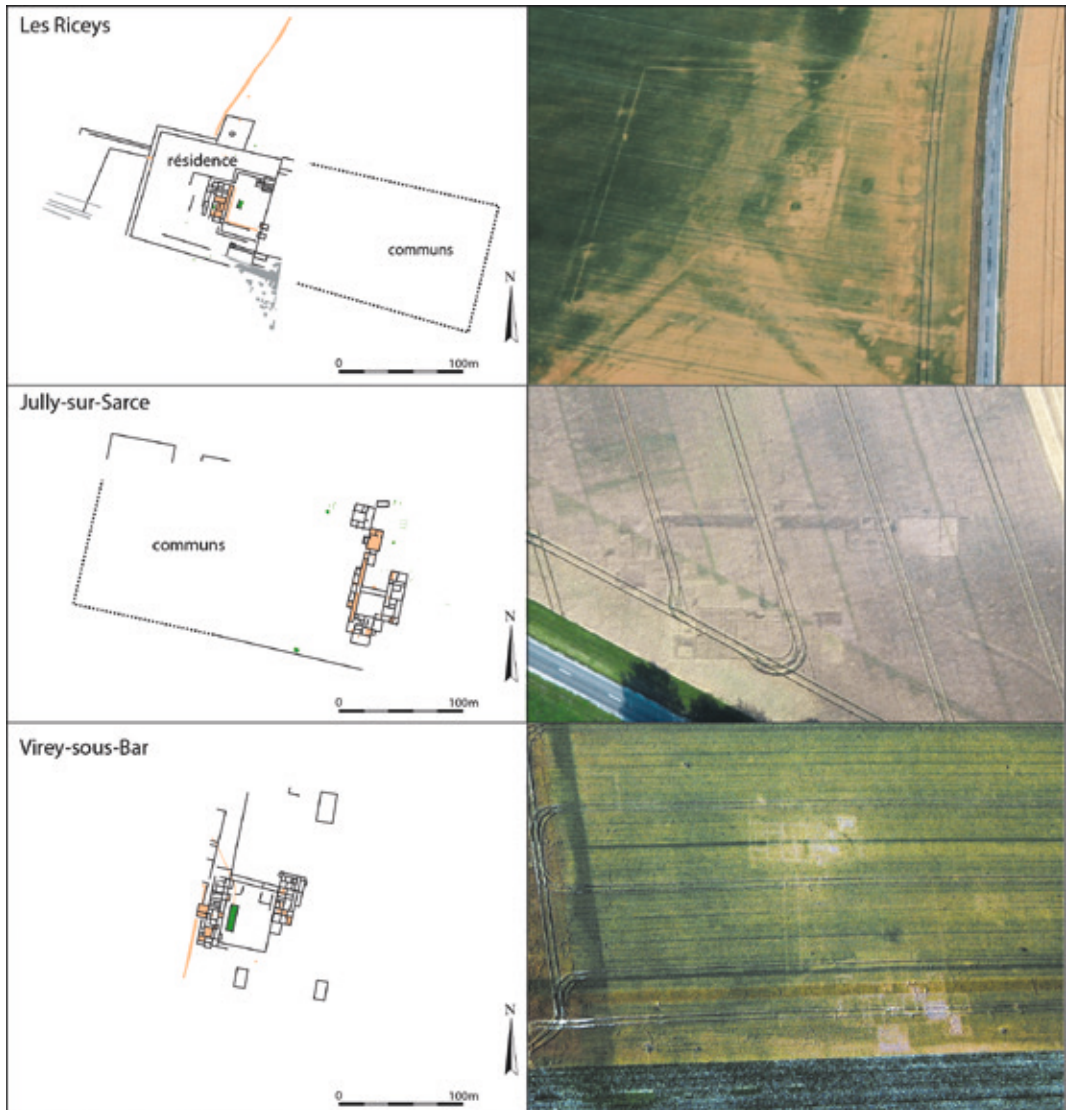 Les Riceys
résidence
communs
N
0 100m
Jully-sur-Sarce
communs
N
0 100m
Virey-sous-Bar
N
0 100m